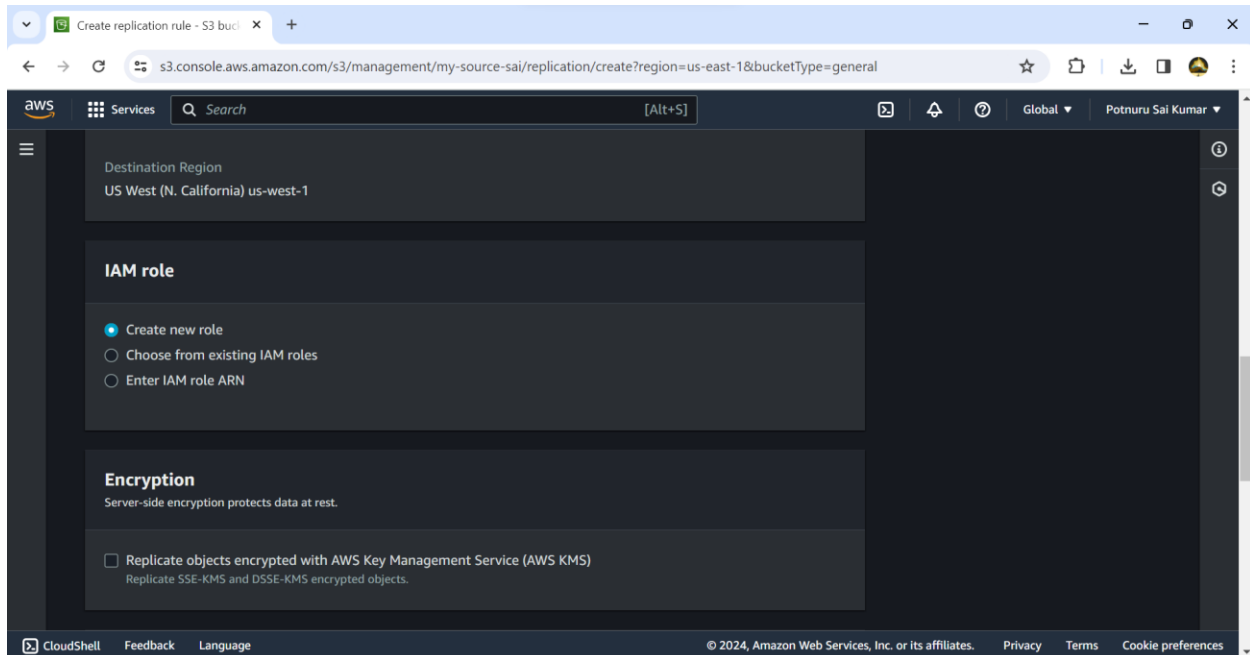 Create replication rule - S3 buc
s3.console.aws.amazon.com/s3/management/my-source-sai/replication/create?region=us-east-1&bucketType=general
aws Services Search [Alt+S] Global Potnuru Sai Kumar
Destination Region
US West (N. California) us-west-1
IAM role
Create new role
Choose from existing IAM roles
Enter IAM role ARN
Encryption
Server-side encryption protects data at rest.
Replicate objects encrypted with AWS Key Management Service (AWS KMS)
Replicate SSE-KMS and DSSE-KMS encrypted objects.
CloudShell Feedback Language © 2024, Amazon Web Services, Inc. or its affiliates. Privacy Terms Cookie preferences